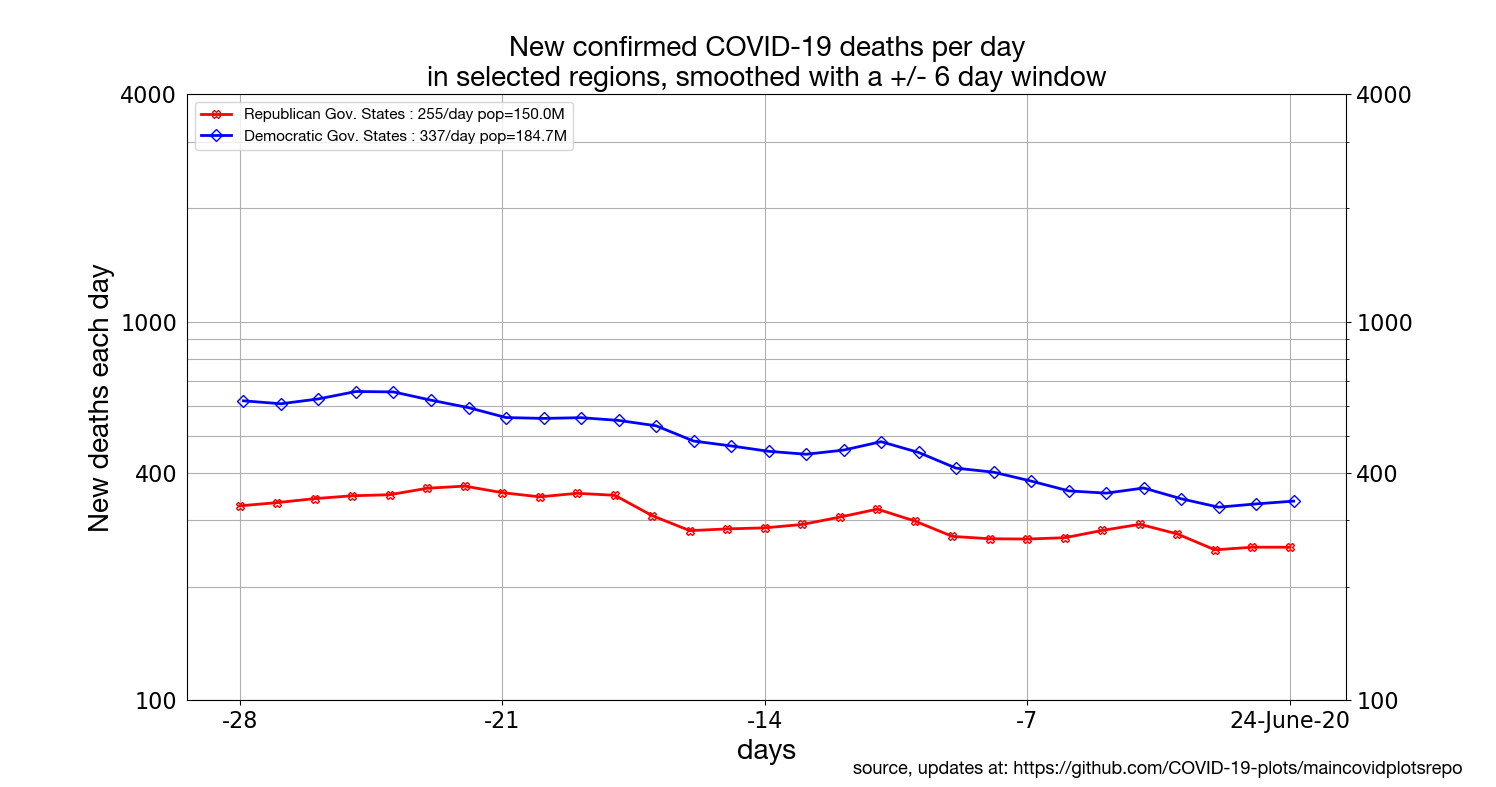 New confirmed COVID-19 deaths per day
in selected regions, smoothed with a +/- 6 day window
4000
4000
Republican Gov. States : 255/day pop=150.0M
Democratic Gov. States : 337/day pop=184.7M
New deaths each day
1000
1000
400
400
100
100
-28
-21
-14
-7
24-June-20
days
source, updates at: https://github.com/COVID-19-plots/maincovidplotsrepo